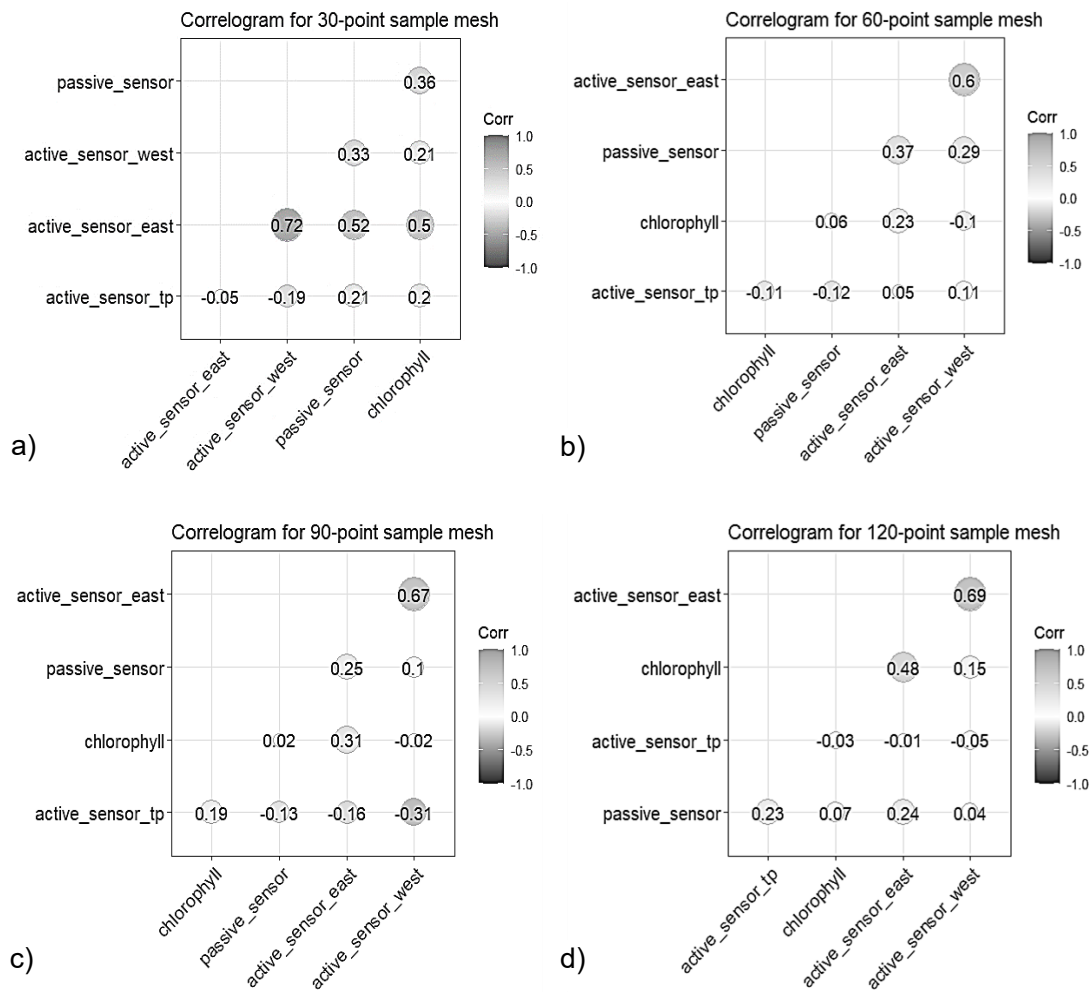 Correlogram for 30-point sample mesh
passive_sensor 0.36
active_sensor_west 0.33 0.21
active_sensor_east 0.72 0.52 0.5
active_sensor_tp -0.05 -0.19 0.21 0.2
active_sensor_east
active_sensor_west
passive_sensor
chlorophyll
Corr
1.0
0.5
0.0
-0.5
-1.0
a)
Correlogram for 60-point sample mesh
active_sensor_east 0.6
passive_sensor 0.37 0.29
chlorophyll 0.06 0.23 -0.1
active_sensor_tp -0.11 -0.12 0.05 0.11
chlorophyll
passive_sensor
active_sensor_east
active_sensor_west
Corr
1.0
0.5
0.0
-0.5
-1.0
b)
Correlogram for 90-point sample mesh
active_sensor_east 0.67
passive_sensor 0.25 0.1
chlorophyll 0.02 0.31 -0.02
active_sensor_tp 0.19 -0.13 -0.16 -0.31
chlorophyll
passive_sensor
active_sensor_east
active_sensor_west
Corr
1.0
0.5
0.0
-0.5
-1.0
c)
Correlogram for 120-point sample mesh
active_sensor_east 0.69
chlorophyll 0.48 0.15
active_sensor_tp -0.03 -0.01 -0.05
passive_sensor 0.23 0.07 0.24 0.04
active_sensor_tp
chlorophyll
active_sensor_east
active_sensor_west
Corr
1.0
0.5
0.0
-0.5
-1.0
d)